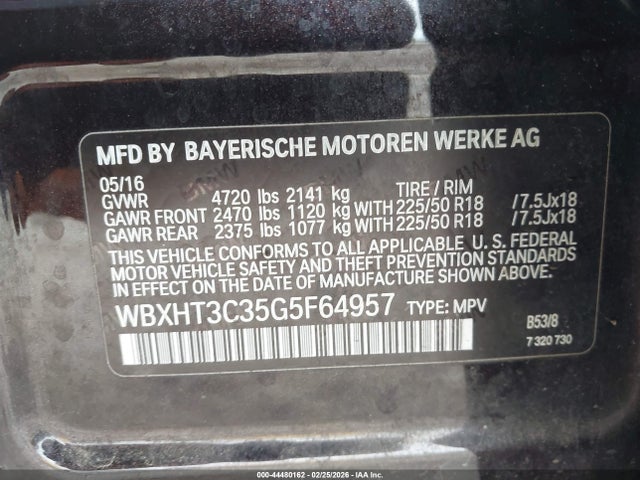 MFD BY BAYERISCHE MOTOREN WERKE AG
05/16
GVWR 4720 lbs 2141 kg TIRE / RIM
GAWR FRONT 2470 lbs 1120 kg WITH 225/50 R18 /7.5Jx18
GAWR REAR 2375 lbs 1077 kg WITH 225/50 R18 /7.5Jx18
THIS VEHICLE CONFORMS TO ALL APPLICABLE U. S. FEDERAL
MOTOR VEHICLE SAFETY AND THEFT PREVENTION STANDARDS
IN EFFECT ON THE DATE OF MANUFACTURE SHOWN ABOVE.
WBXHT3C35G5F64957 TYPE: MPV
B53/8
7 320 730
000-44480162 - 02/25/2026 - IAAI.COM